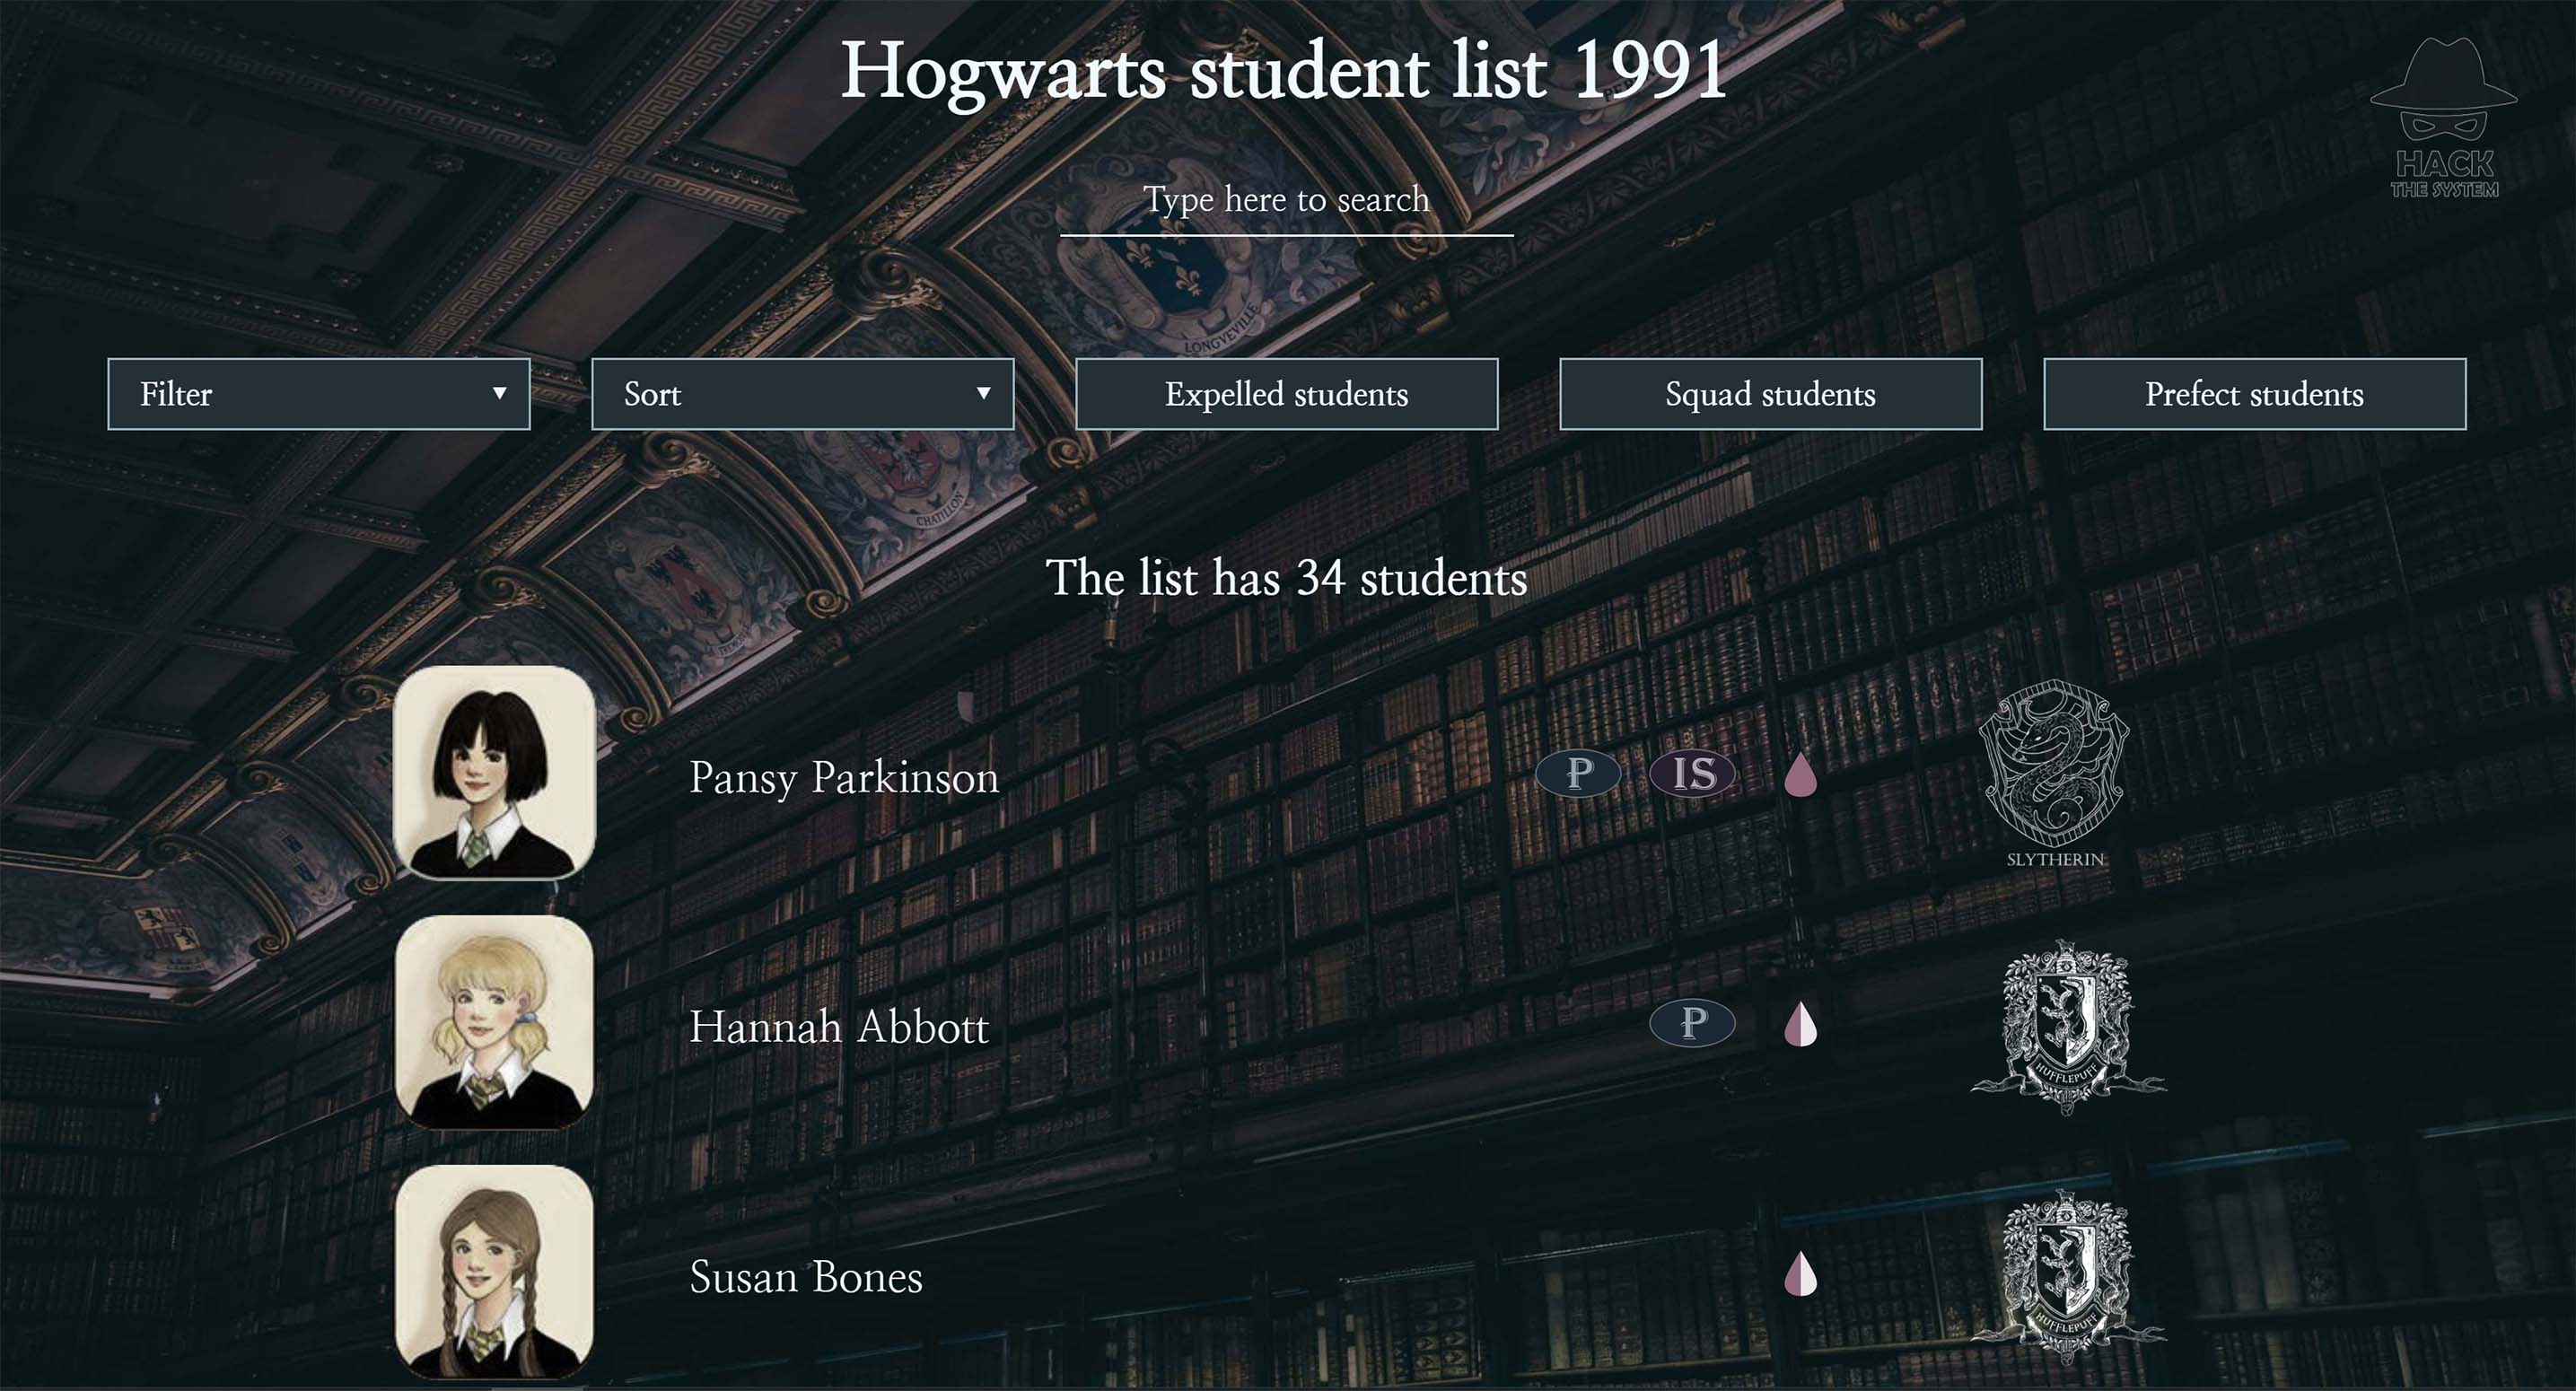 Hogwarts student list 1991
HACK
THE SYSTEM
Type here to search
LONGVEVILLE
Filter
Sort
Expelled students
Squad students
Prefect students
CHATILLON
The list has 34 students
Pansy Parkinson
P
IS
SLYTHERIN
Hannah Abbott
P
HUFFLEPUFF
Susan Bones
HUFFLEPUFF